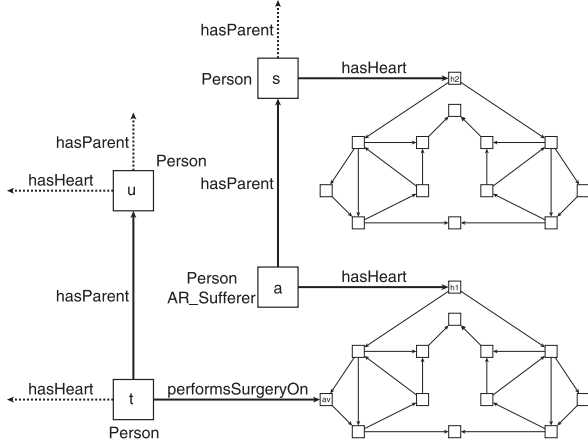 hasParent
hasHeart
Person s h2
hasParent Person
hasHeart
hasParent
u
Person
AR_Sufferer a hasHeart h1
hasParent
hasHeart performsSurgeryOn
t av
Person